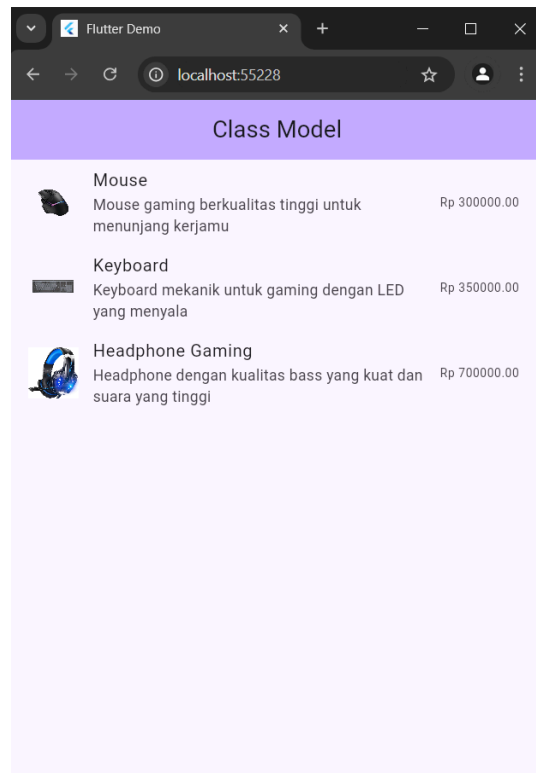 Flutter Demo
localhost:55228
Class Model
Mouse
Mouse gaming berkualitas tinggi untuk
menunjang kerjamu
Rp 300000.00
Keyboard
Keyboard mekanik untuk gaming dengan LED
yang menyala
Rp 350000.00
Headphone Gaming
Headphone dengan kualitas bass yang kuat dan
suara yang tinggi
Rp 700000.00